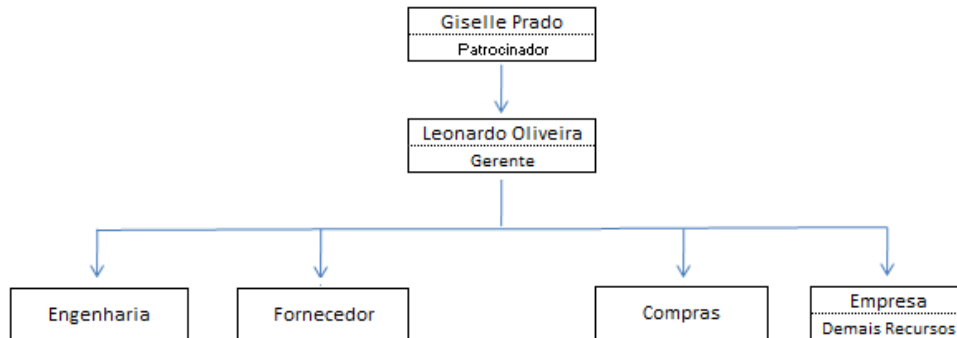 Giselle Prado
Patrocinador
Leonardo Oliveira
Gerente
Engenharia
Fornecedor
Compras
Empresa
Demais Recursos